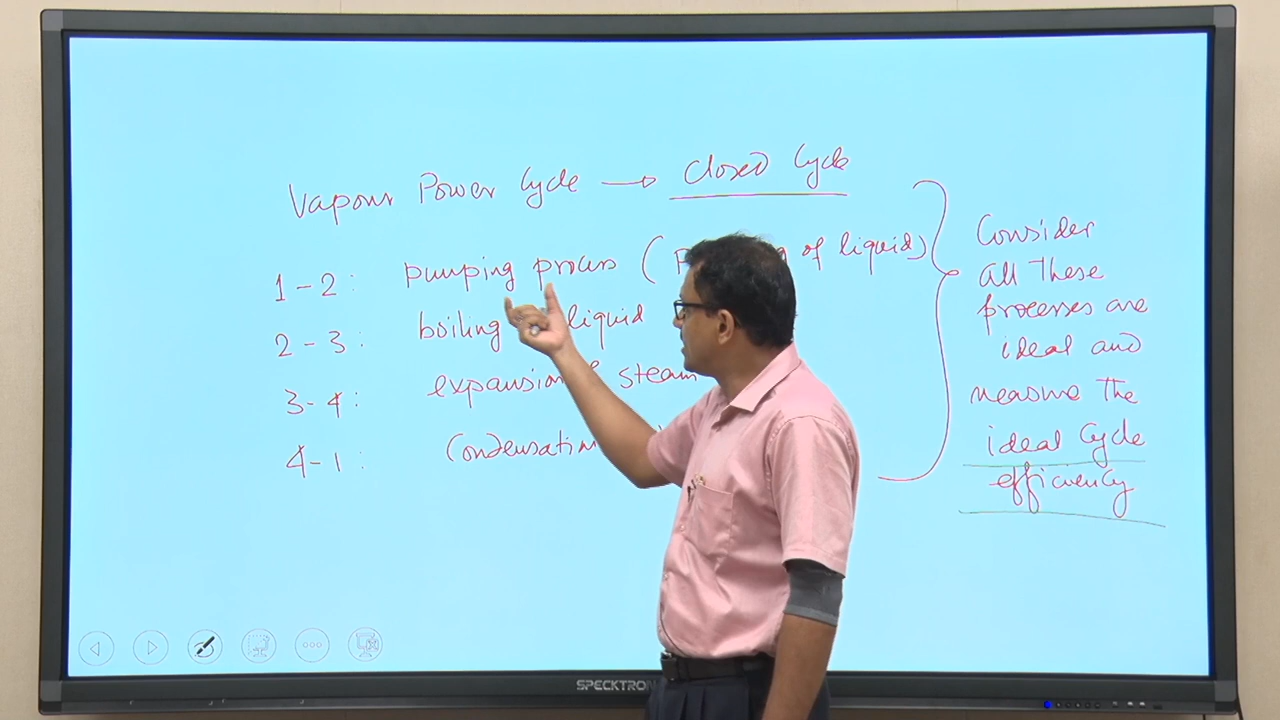 Vapour Power Cycle → Closed Cycle
1-2: pumping process ( of liquid)
2-3: boiling liquid
3-4: expansion of steam
4-1: Condensation
Consider
all these
processes are
ideal and
measure the
ideal cycle
efficiency
SPECKTRON